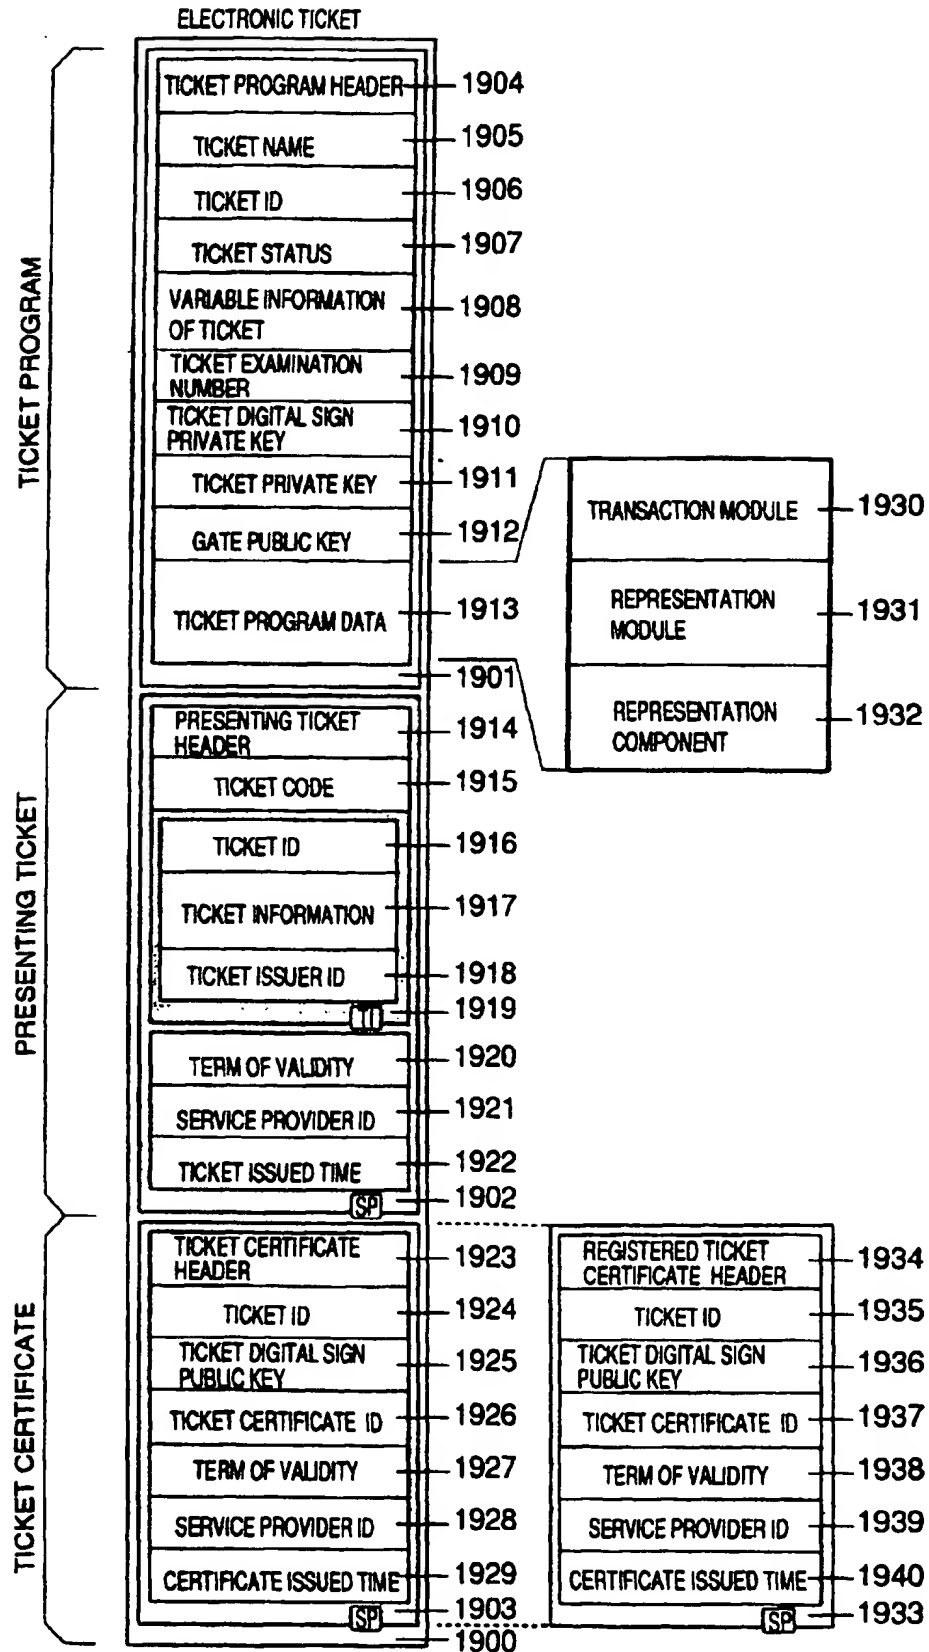 ELECTRONIC TICKET
TICKET PROGRAM
TICKET PROGRAM HEADER 1904
TICKET NAME 1905
TICKET ID 1906
TICKET STATUS 1907
VARIABLE INFORMATION
OF TICKET 1908
TICKET EXAMINATION
NUMBER 1909
TICKET DIGITAL SIGN
PRIVATE KEY 1910
TICKET PRIVATE KEY 1911
GATE PUBLIC KEY 1912
TICKET PROGRAM DATA 1913
1901
TRANSACTION MODULE 1930
REPRESENTATION
MODULE 1931
REPRESENTATION
COMPONENT 1932
PRESENTING TICKET
PRESENTING TICKET
HEADER 1914
TICKET CODE 1915
TICKET ID 1916
TICKET INFORMATION 1917
TICKET ISSUER ID 1918
TI 1919
TERM OF VALIDITY 1920
SERVICE PROVIDER ID 1921
TICKET ISSUED TIME 1922
SP 1902
TICKET CERTIFICATE
TICKET CERTIFICATE
HEADER 1923
TICKET ID 1924
TICKET DIGITAL SIGN
PUBLIC KEY 1925
TICKET CERTIFICATE ID 1926
TERM OF VALIDITY 1927
SERVICE PROVIDER ID 1928
CERTIFICATE ISSUED TIME 1929
SP 1903
1900
REGISTERED TICKET
CERTIFICATE HEADER 1934
TICKET ID 1935
TICKET DIGITAL SIGN
PUBLIC KEY 1936
TICKET CERTIFICATE ID 1937
TERM OF VALIDITY 1938
SERVICE PROVIDER ID 1939
CERTIFICATE ISSUED TIME 1940
SP 1933